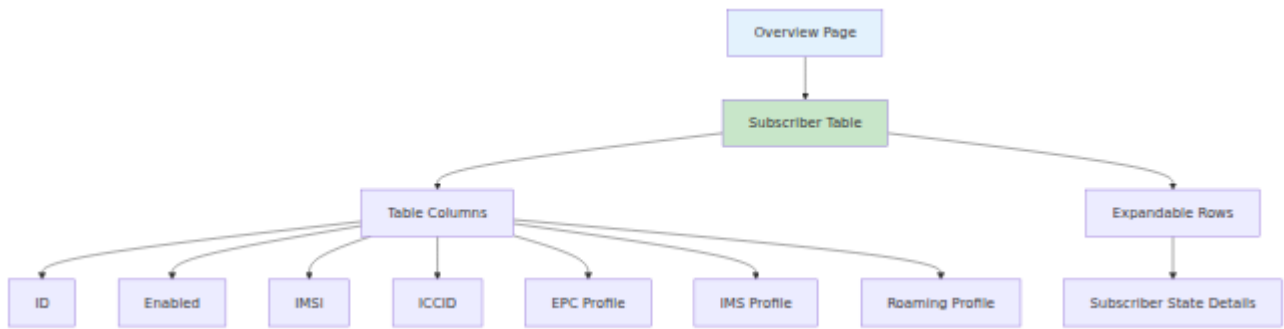 Overview Page
Subscriber Table
Table Columns
Expandable Rows
ID
Enabled
IMSI
ICCID
EPC Profile
IMS Profile
Roaming Profile
Subscriber State Details